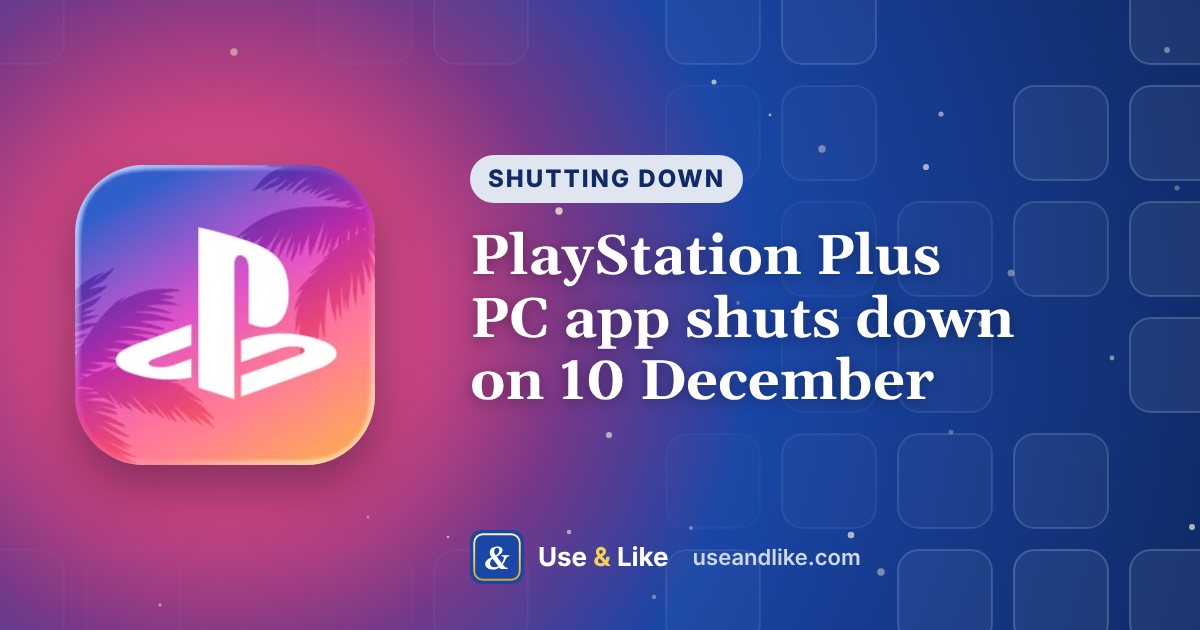 SHUTTING DOWN
PlayStation Plus
PC app shuts down
on 10 December
& Use & Like useandlike.com